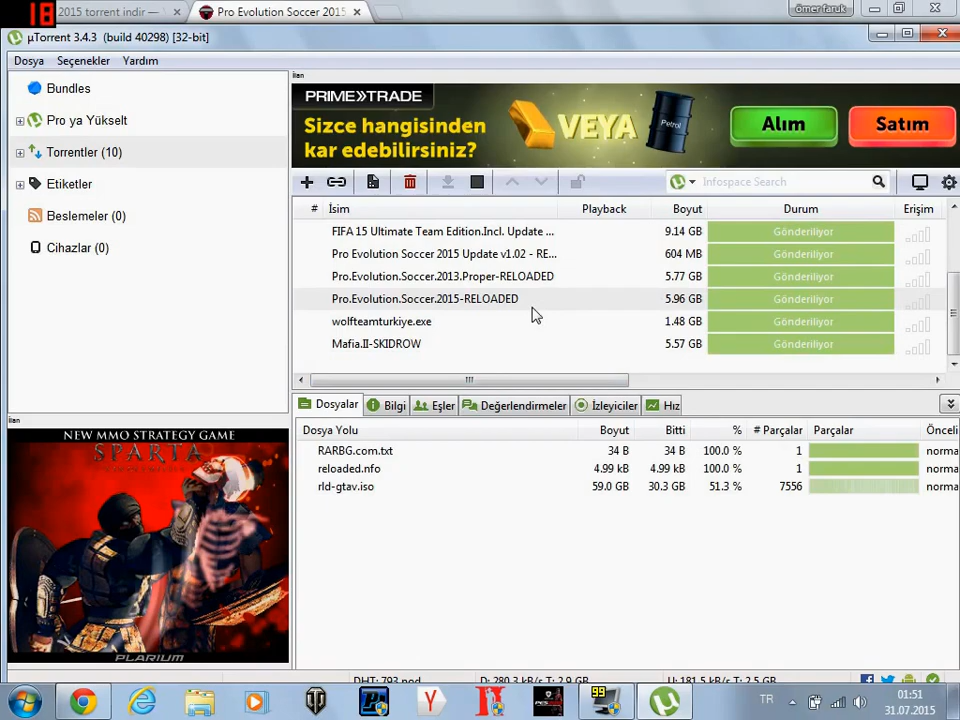 18
2015 torrent indir —
Pro Evolution Soccer 2015
ömer faruk
µTorrent 3.4.3 (build 40298) [32-bit]
Dosya Seçenekler Yardım
Bundles
Pro ya Yükselt
Torrentler (10)
Etiketler
Beslemeler (0)
Cihazlar (0)
İlan
PRIME TRADE
Sizce hangisinden
kar edebilirsiniz?
VEYA
Petrol
Alım
Satım
Infospace Search
# İsim Playback Boyut Durum Erişim
FIFA 15 Ultimate Team Edition.Incl. Update ... 9.14 GB Gönderiliyor
Pro Evolution Soccer 2015 Update v1.02 - RE... 604 MB Gönderiliyor
Pro.Evolution.Soccer.2013.Proper-RELOADED 5.77 GB Gönderiliyor
Pro.Evolution.Soccer.2015-RELOADED 5.96 GB Gönderiliyor
wolfteamturkiye.exe 1.48 GB Gönderiliyor
Mafia.II-SKIDROW 5.57 GB Gönderiliyor
Dosyalar Bilgi Eşler Değerlendirmeler İzleyiciler Hız
Dosya Yolu Boyut Bitti % # Parçalar Parçalar Önceli
RARBG.com.txt 34 B 34 B 100.0 % 1 norma
reloaded.nfo 4.99 kB 4.99 kB 100.0 % 1 norma
rld-gtav.iso 59.0 GB 30.3 GB 51.3 % 7556 norma
İlan
NEW MMO STRATEGY GAME
SPARTA
PLARIUM
DHT: 793 nod
D: 280.3 kB/s T: 2.9 GB
U: 181.5 kB/s T: 2.5 GB
99
TR
01:51
31.07.2015